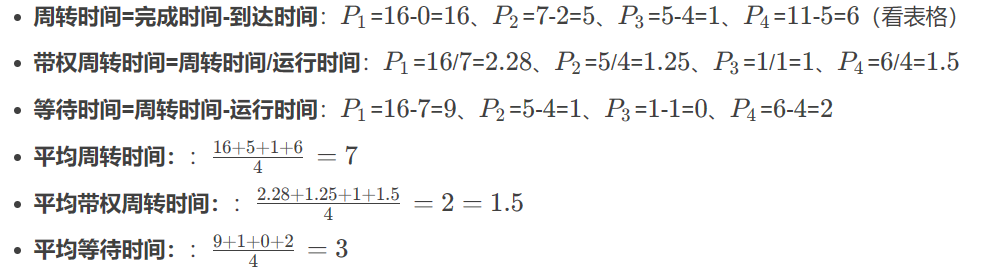 • 周转时间=完成时间-到达时间：P₁=16-0=16、P₂=7-2=5、P₃=5-4=1、P₄=11-5=6（看表格）
• 带权周转时间=周转时间/运行时间：P₁=16/7=2.28、P₂=5/4=1.25、P₃=1/1=1、P₄=6/4=1.5
• 等待时间=周转时间-运行时间：P₁=16-7=9、P₂=5-4=1、P₃=1-1=0、P₄=6-4=2
• 平均周转时间：：(16+5+1+6)/4 = 7
• 平均带权周转时间：：(2.28+1.25+1+1.5)/4 = 2 = 1.5
• 平均等待时间：：(9+1+0+2)/4 = 3